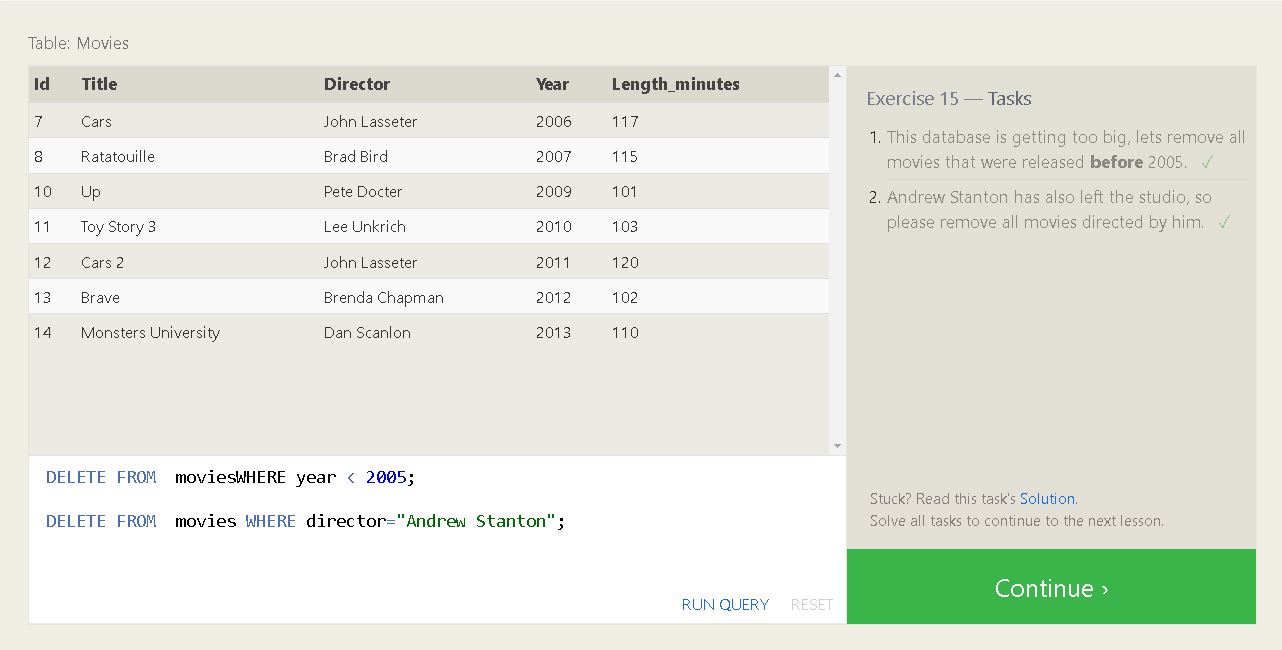 Table: Movies
Id Title Director Year Length_minutes
7 Cars John Lasseter 2006 117
8 Ratatouille Brad Bird 2007 115
10 Up Pete Docter 2009 101
11 Toy Story 3 Lee Unkrich 2010 103
12 Cars 2 John Lasseter 2011 120
13 Brave Brenda Chapman 2012 102
14 Monsters University Dan Scanlon 2013 110
DELETE FROM moviesWHERE year < 2005;
DELETE FROM movies WHERE director="Andrew Stanton";
RUN QUERY RESET
Exercise 15 — Tasks
1. This database is getting too big, lets remove all
movies that were released before 2005. ✓
2. Andrew Stanton has also left the studio, so
please remove all movies directed by him. ✓
Stuck? Read this task's Solution.
Solve all tasks to continue to the next lesson.
Continue ›